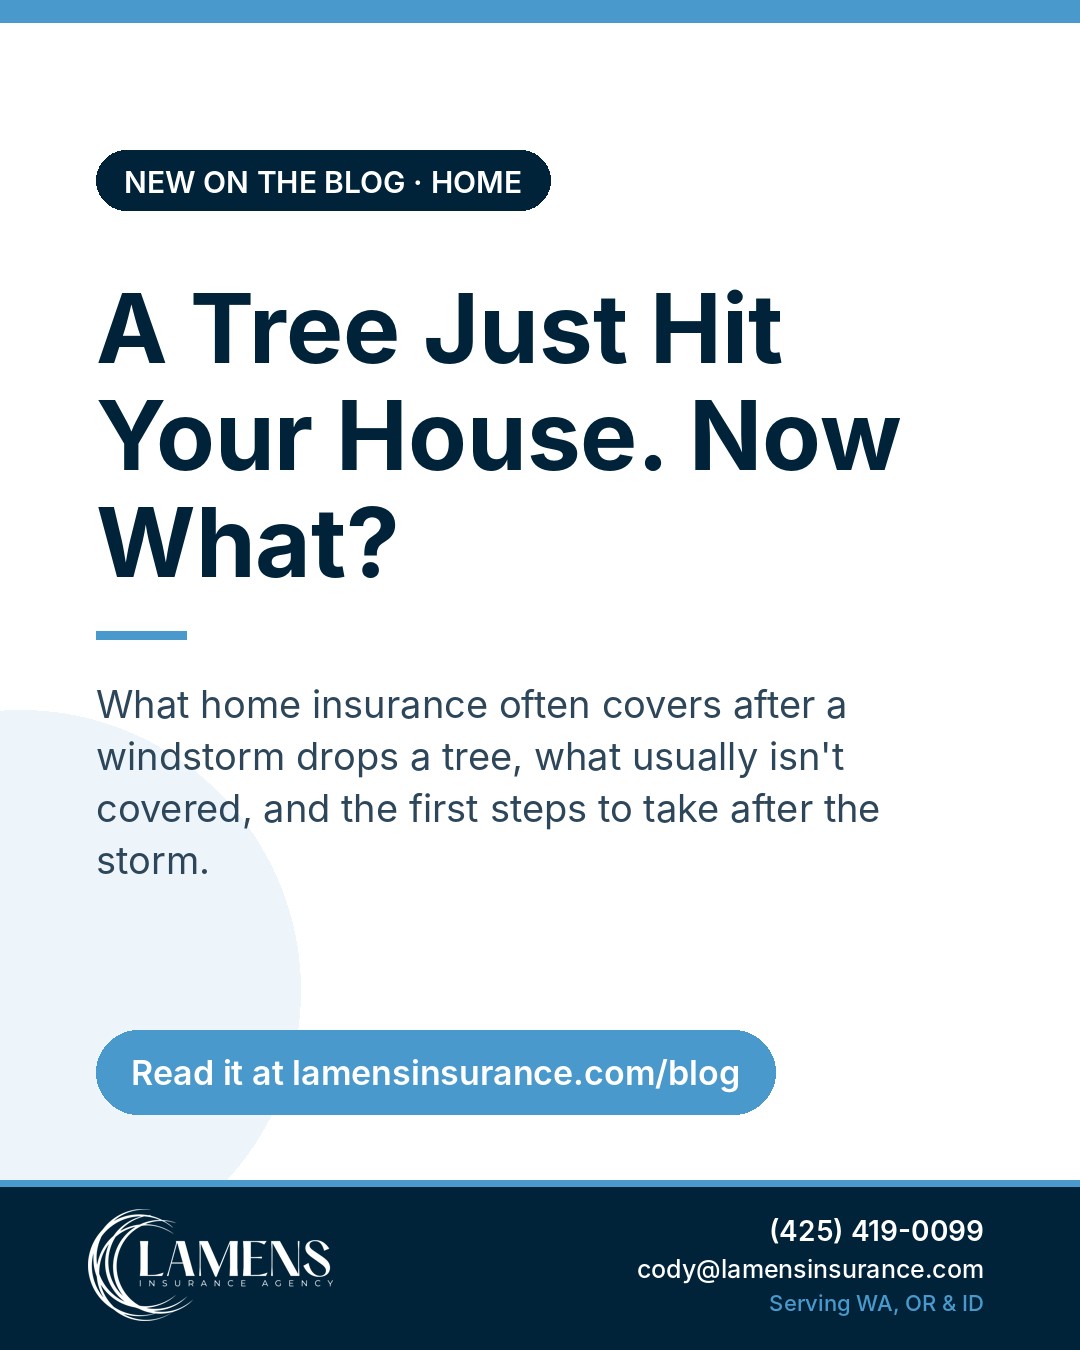 NEW ON THE BLOG · HOME
A Tree Just Hit
Your House. Now
What?
What home insurance often covers after a
windstorm drops a tree, what usually isn't
covered, and the first steps to take after the
storm.
Read it at lamensinsurance.com/blog
LAMENS
INSURANCE AGENCY
(425) 419-0099
cody@lamensinsurance.com
Serving WA, OR & ID